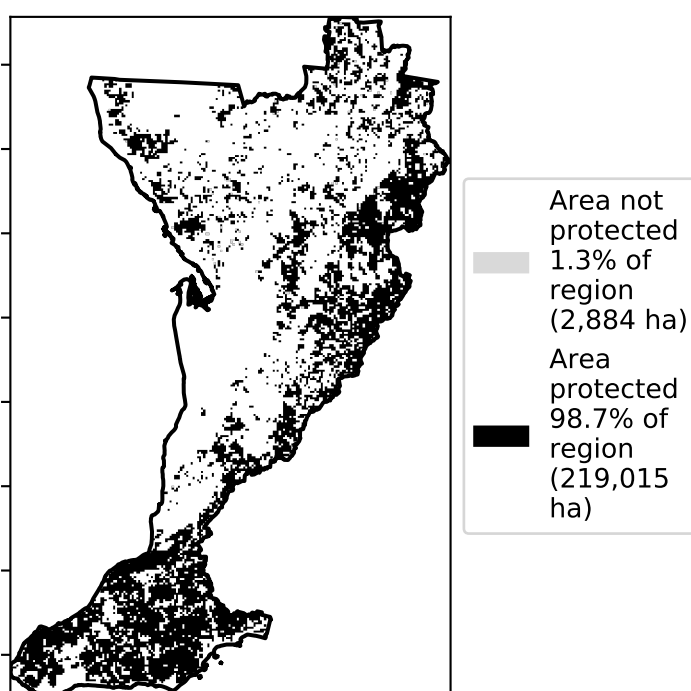 Area not
protected
1.3% of
region
(2,884 ha)
Area
protected
98.7% of
region
(219,015
ha)